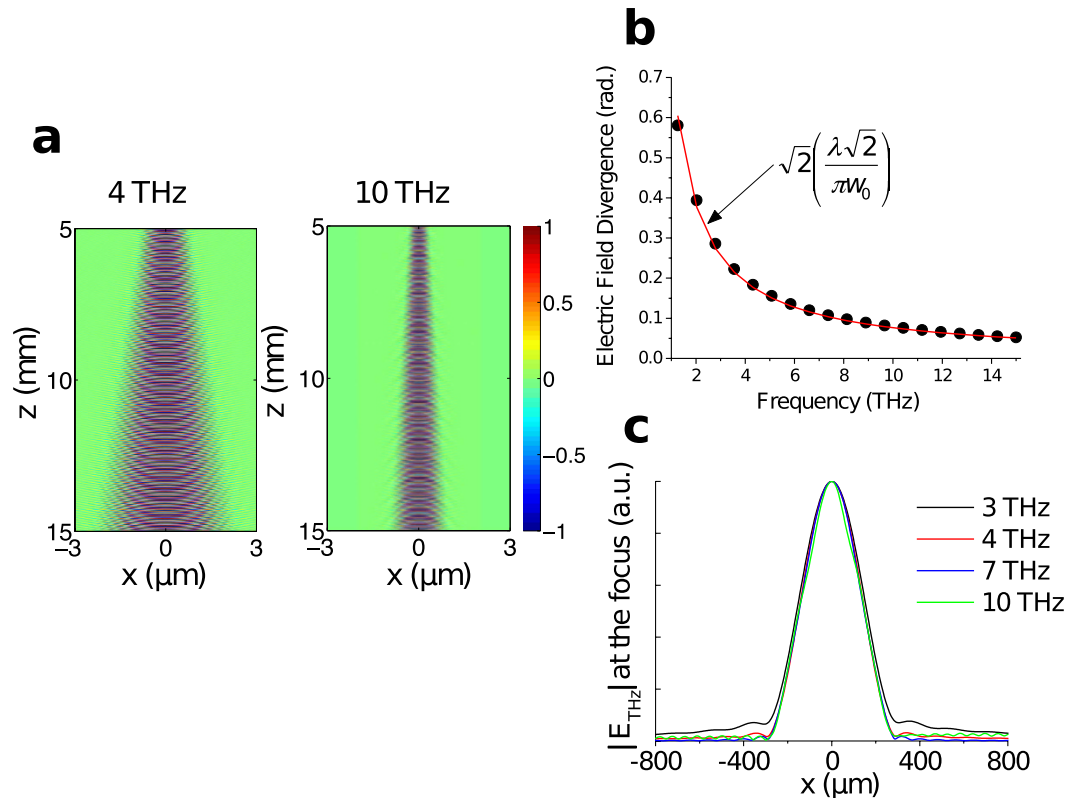 a
4 THz
10 THz
5
10
15
−3
0
3
z (mm)
x (µm)
5
10
15
−3
0
3
z (mm)
x (µm)
1
0.5
0
−0.5
−1
b
0.7
0.6
0.5
0.4
0.3
0.2
0.1
0.0
2 4 6 8 10 12 14
Electric Field Divergence (rad.)
Frequency (THz)
√2(λ√2/πw₀)
c
|E_THz| at the focus (a.u.)
3 THz
4 THz
7 THz
10 THz
-800 -400 0 400 800
x (µm)